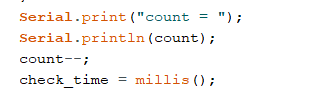 Serial.print("count = ");
Serial.println(count);
count--;
check_time = millis();